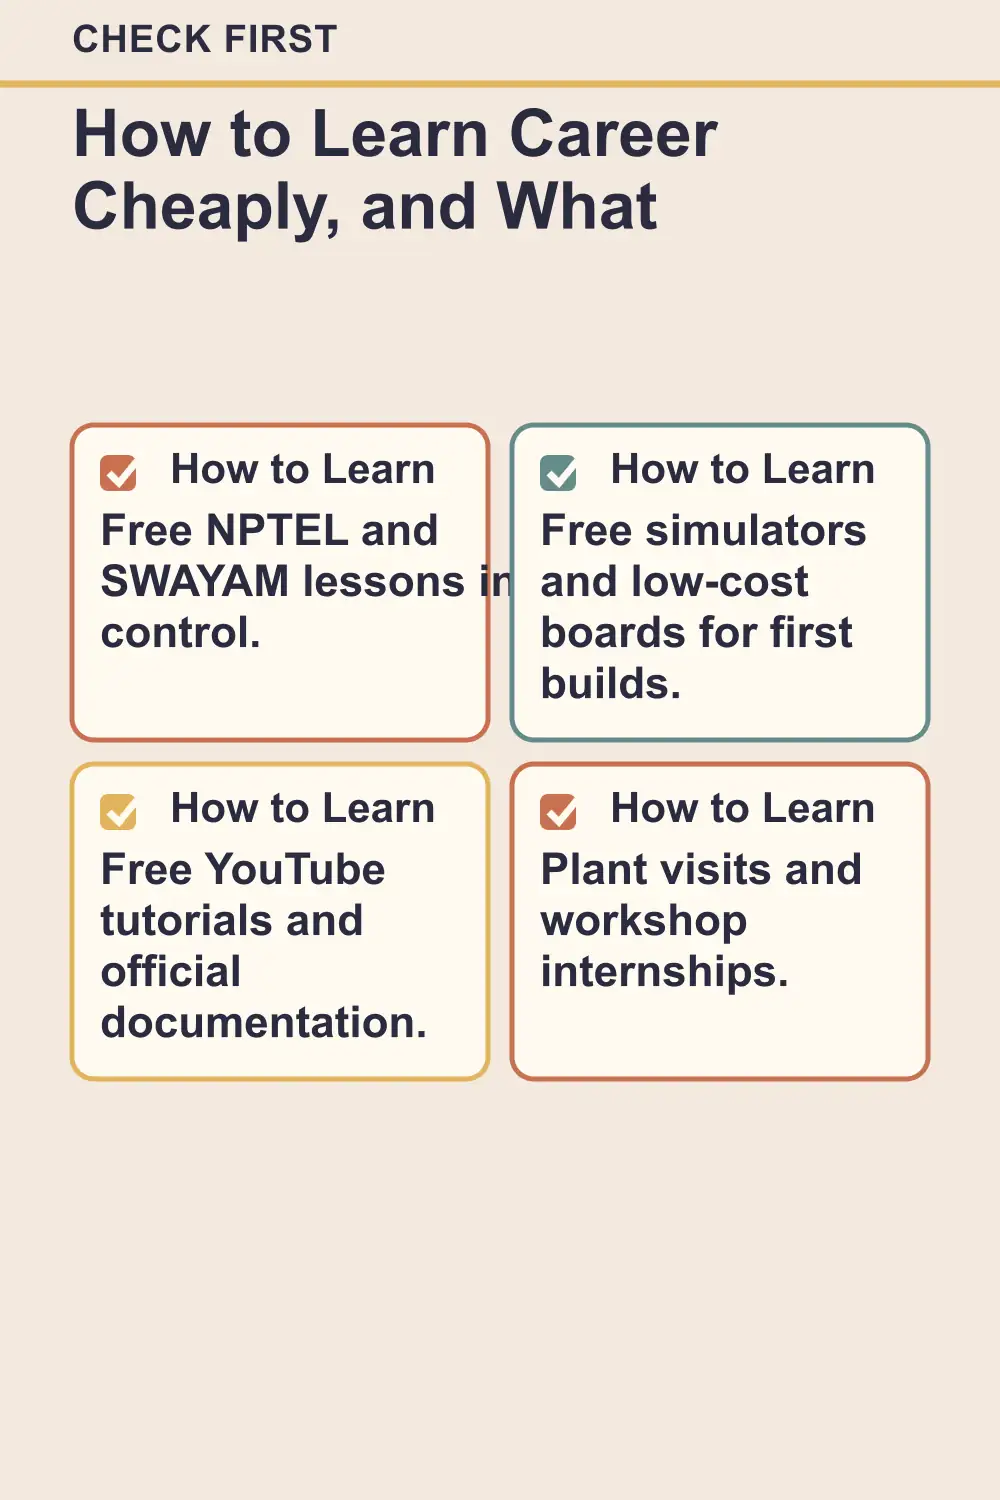 CHECK FIRST
How to Learn Career
Cheaply, and What
How to Learn
Free NPTEL and
SWAYAM lessons in
control.
How to Learn
Free simulators
and low-cost
boards for first
builds.
How to Learn
Free YouTube
tutorials and
official
documentation.
How to Learn
Plant visits and
workshop
internships.